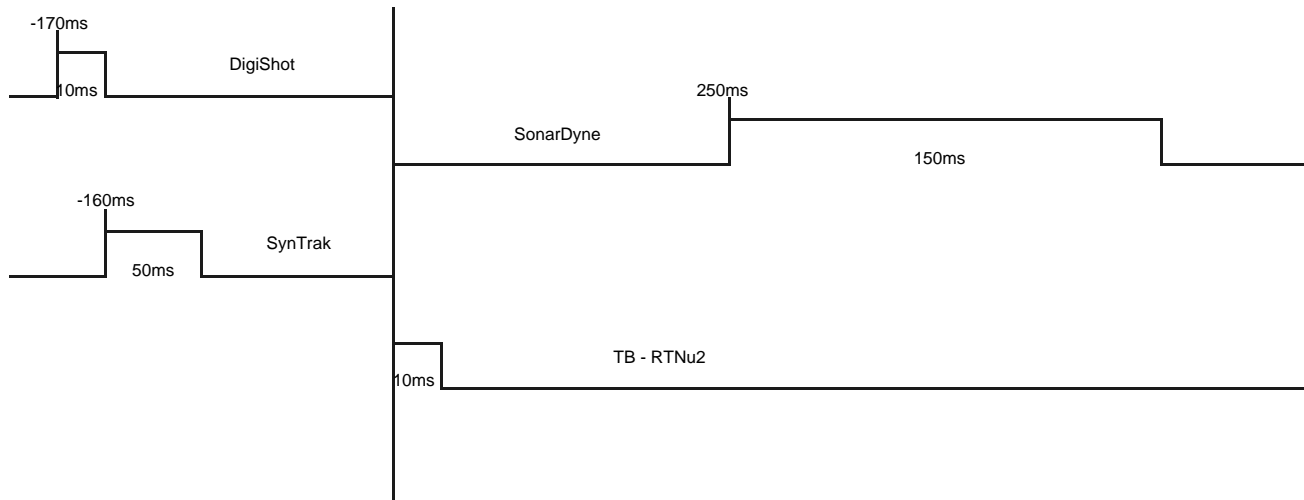 -170ms
DigiShot
10ms
250ms
SonarDyne
150ms
-160ms
SynTrak
50ms
TB - RTNu2
10ms